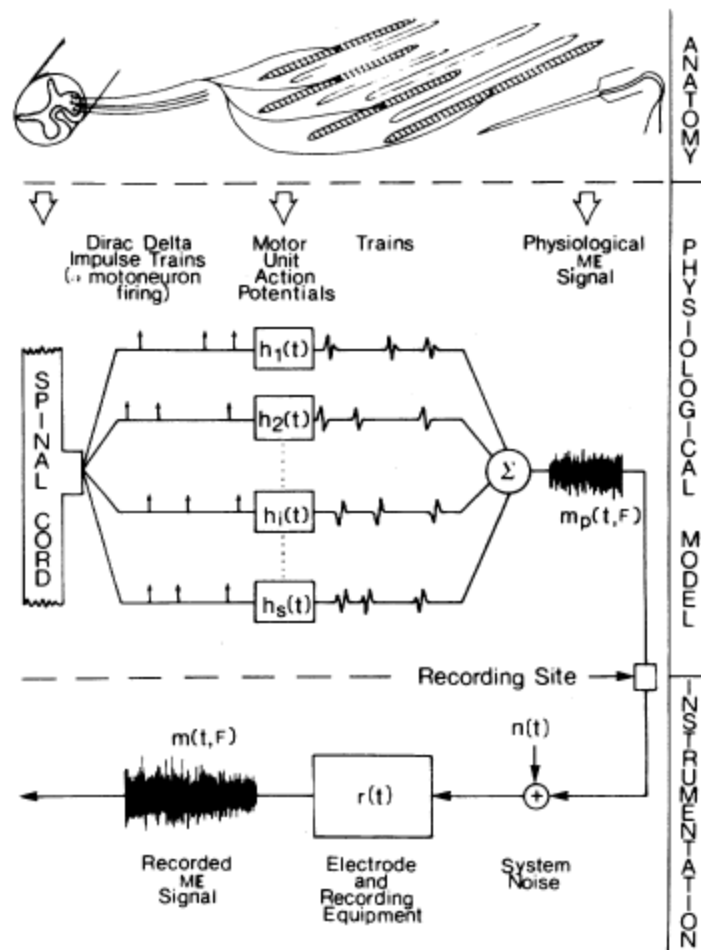 ANATOMY
Dirac Delta
Impulse Trains
(∴ motoneuron
firing)
Motor
Unit
Action
Potentials
Trains
Physiological
ME
Signal
PHYSIOLOGICAL MODEL
SPINAL CORD
h₁(t)
h₂(t)
hᵢ(t)
hₛ(t)
Σ
mₚ(t,F)
Recording Site
INSTRUMENTATION
m(t,F)
n(t)
r(t)
+
Recorded
ME
Signal
Electrode
and
Recording
Equipment
System
Noise